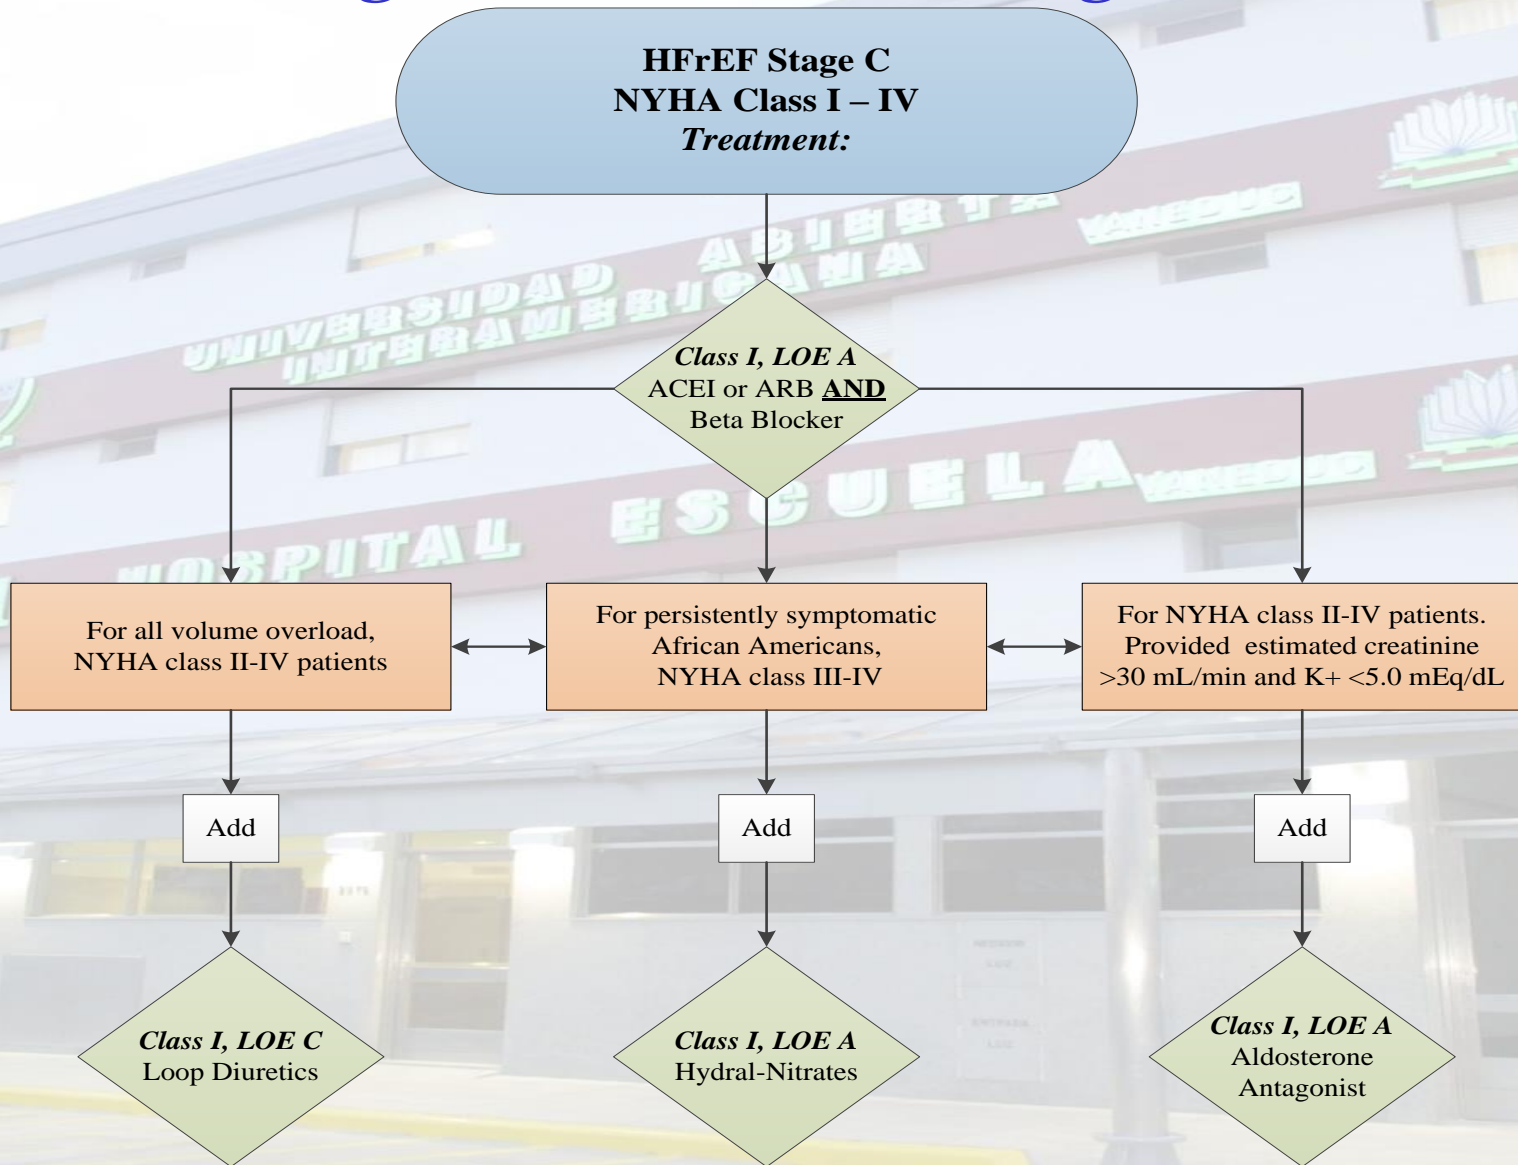 HFrEF Stage C
NYHA Class I – IV
Treatment:
UNIVERSIDAD ABIERTA
INTERAMERICANA
VANEDUC
Class I, LOE A
ACEI or ARB AND
Beta Blocker
HOSPITAL ESCUELA
VANEDUC
For all volume overload,
NYHA class II-IV patients
For persistently symptomatic
African Americans,
NYHA class III-IV
For NYHA class II-IV patients.
Provided estimated creatinine
>30 mL/min and K+ <5.0 mEq/dL
Add
Add
Add
Class I, LOE C
Loop Diuretics
Class I, LOE A
Hydral-Nitrates
Class I, LOE A
Aldosterone
Antagonist